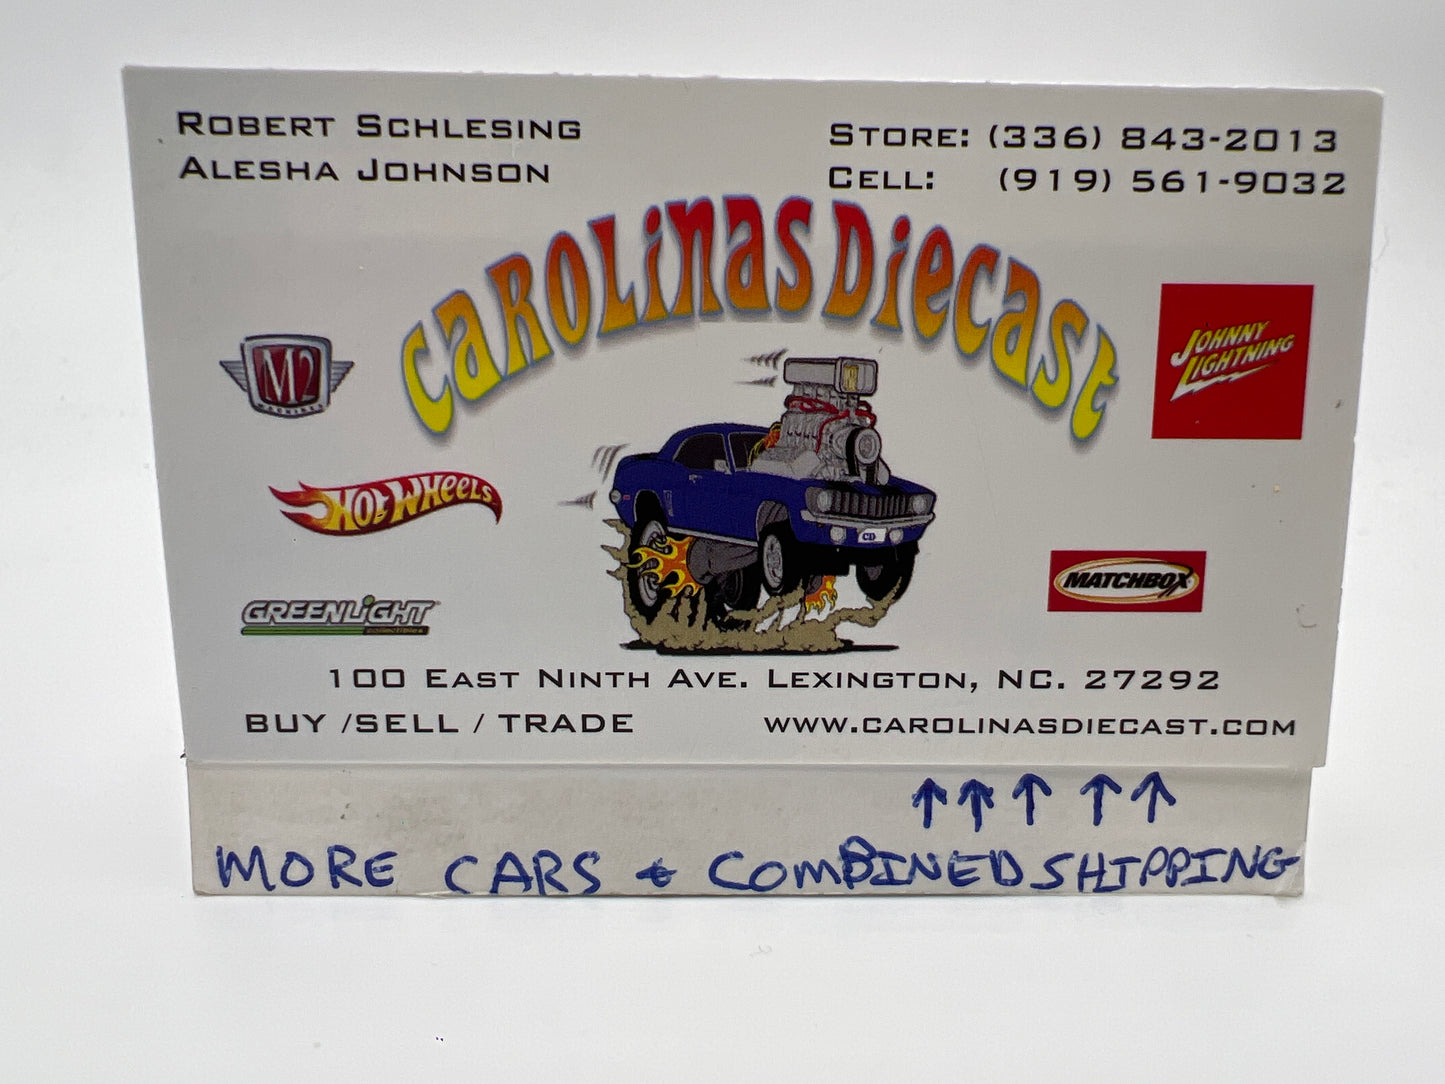 ROBERT SCHLESING
ALESHA JOHNSON
STORE: (336) 843-2013
CELL: (919) 561-9032
CAROLINAS DIECAST
M2
MACHINES
JOHNNY
LIGHTNING
HOT WHEELS
GREENLIGHT
collectibles
MATCHBOX
100 EAST NINTH AVE. LEXINGTON, NC. 27292
BUY /SELL / TRADE
WWW.CAROLINASDIECAST.COM
↑↑↑ ↑↑
MORE CARS & COMBINED SHIPPING